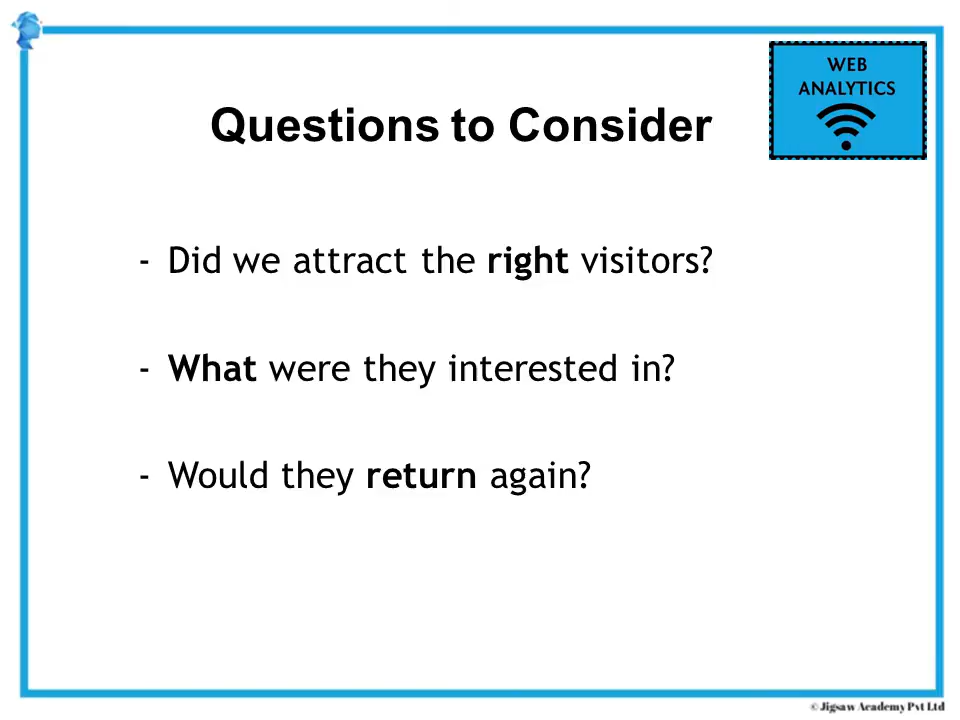 WEB
ANALYTICS
Questions to Consider
- Did we attract the right visitors?
- What were they interested in?
- Would they return again?
© Jigsaw Academy Pvt Ltd